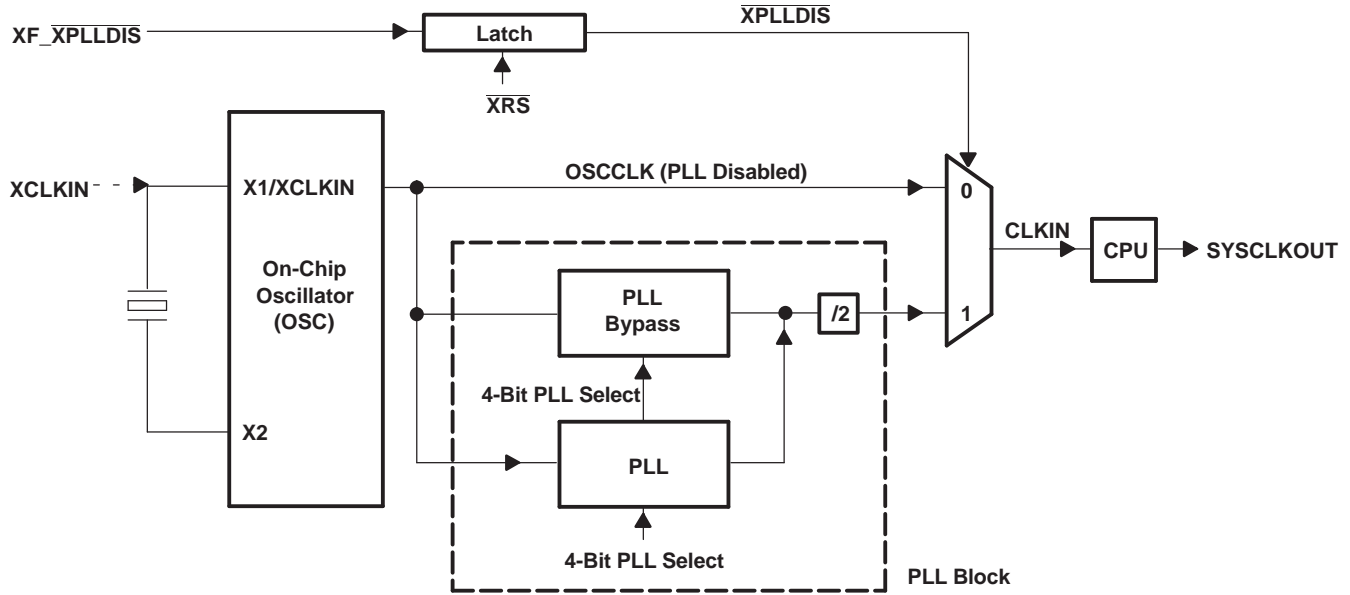 XF_XPLLDIS
Latch
XPLLDIS
XRS
XCLKIN
X1/XCLKIN
OSCCLK (PLL Disabled)
0
CLKIN
CPU
SYSCLKOUT
On-Chip
Oscillator
(OSC)
PLL
Bypass
/2
1
4-Bit PLL Select
X2
PLL
4-Bit PLL Select
PLL Block